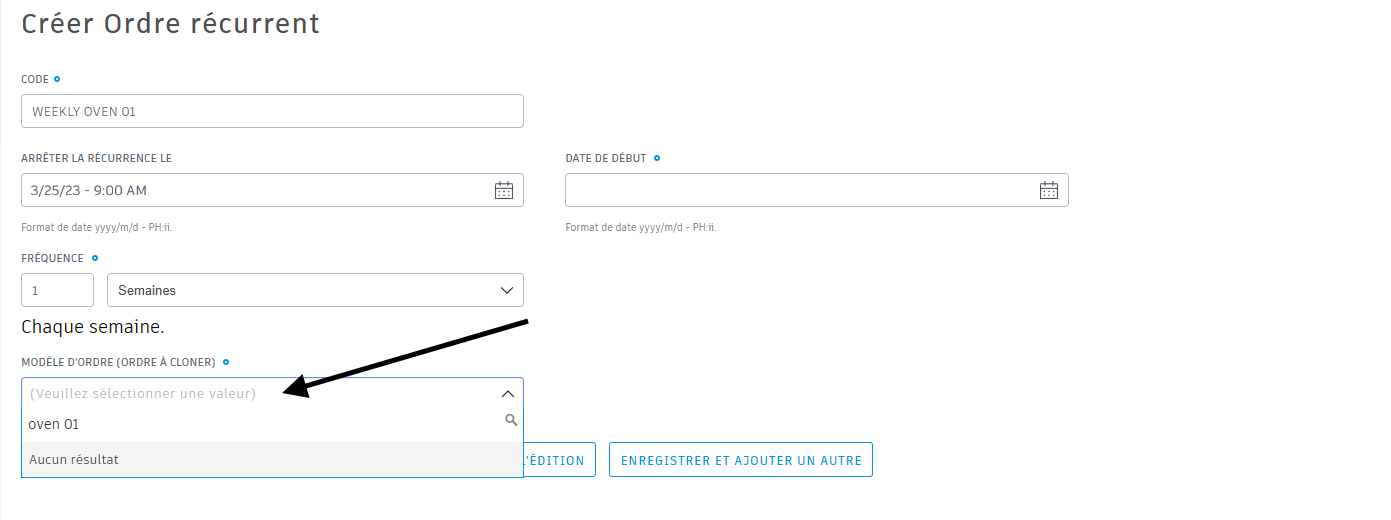 Créer Ordre récurrent
CODE
WEEKLY OVEN 01
ARRÊTER LA RÉCURRENCE LE
DATE DE DÉBUT
3/25/23 - 9:00 AM
Format de date yyyy/m/d - PH:ii.
Format de date yyyy/m/d - PH:ii.
FRÉQUENCE
1
Semaines
Chaque semaine.
MODÈLE D'ORDRE (ORDRE À CLONER)
(Veuillez sélectionner une valeur)
oven 01
Aucun résultat
L'ÉDITION
ENREGISTRER ET AJOUTER UN AUTRE